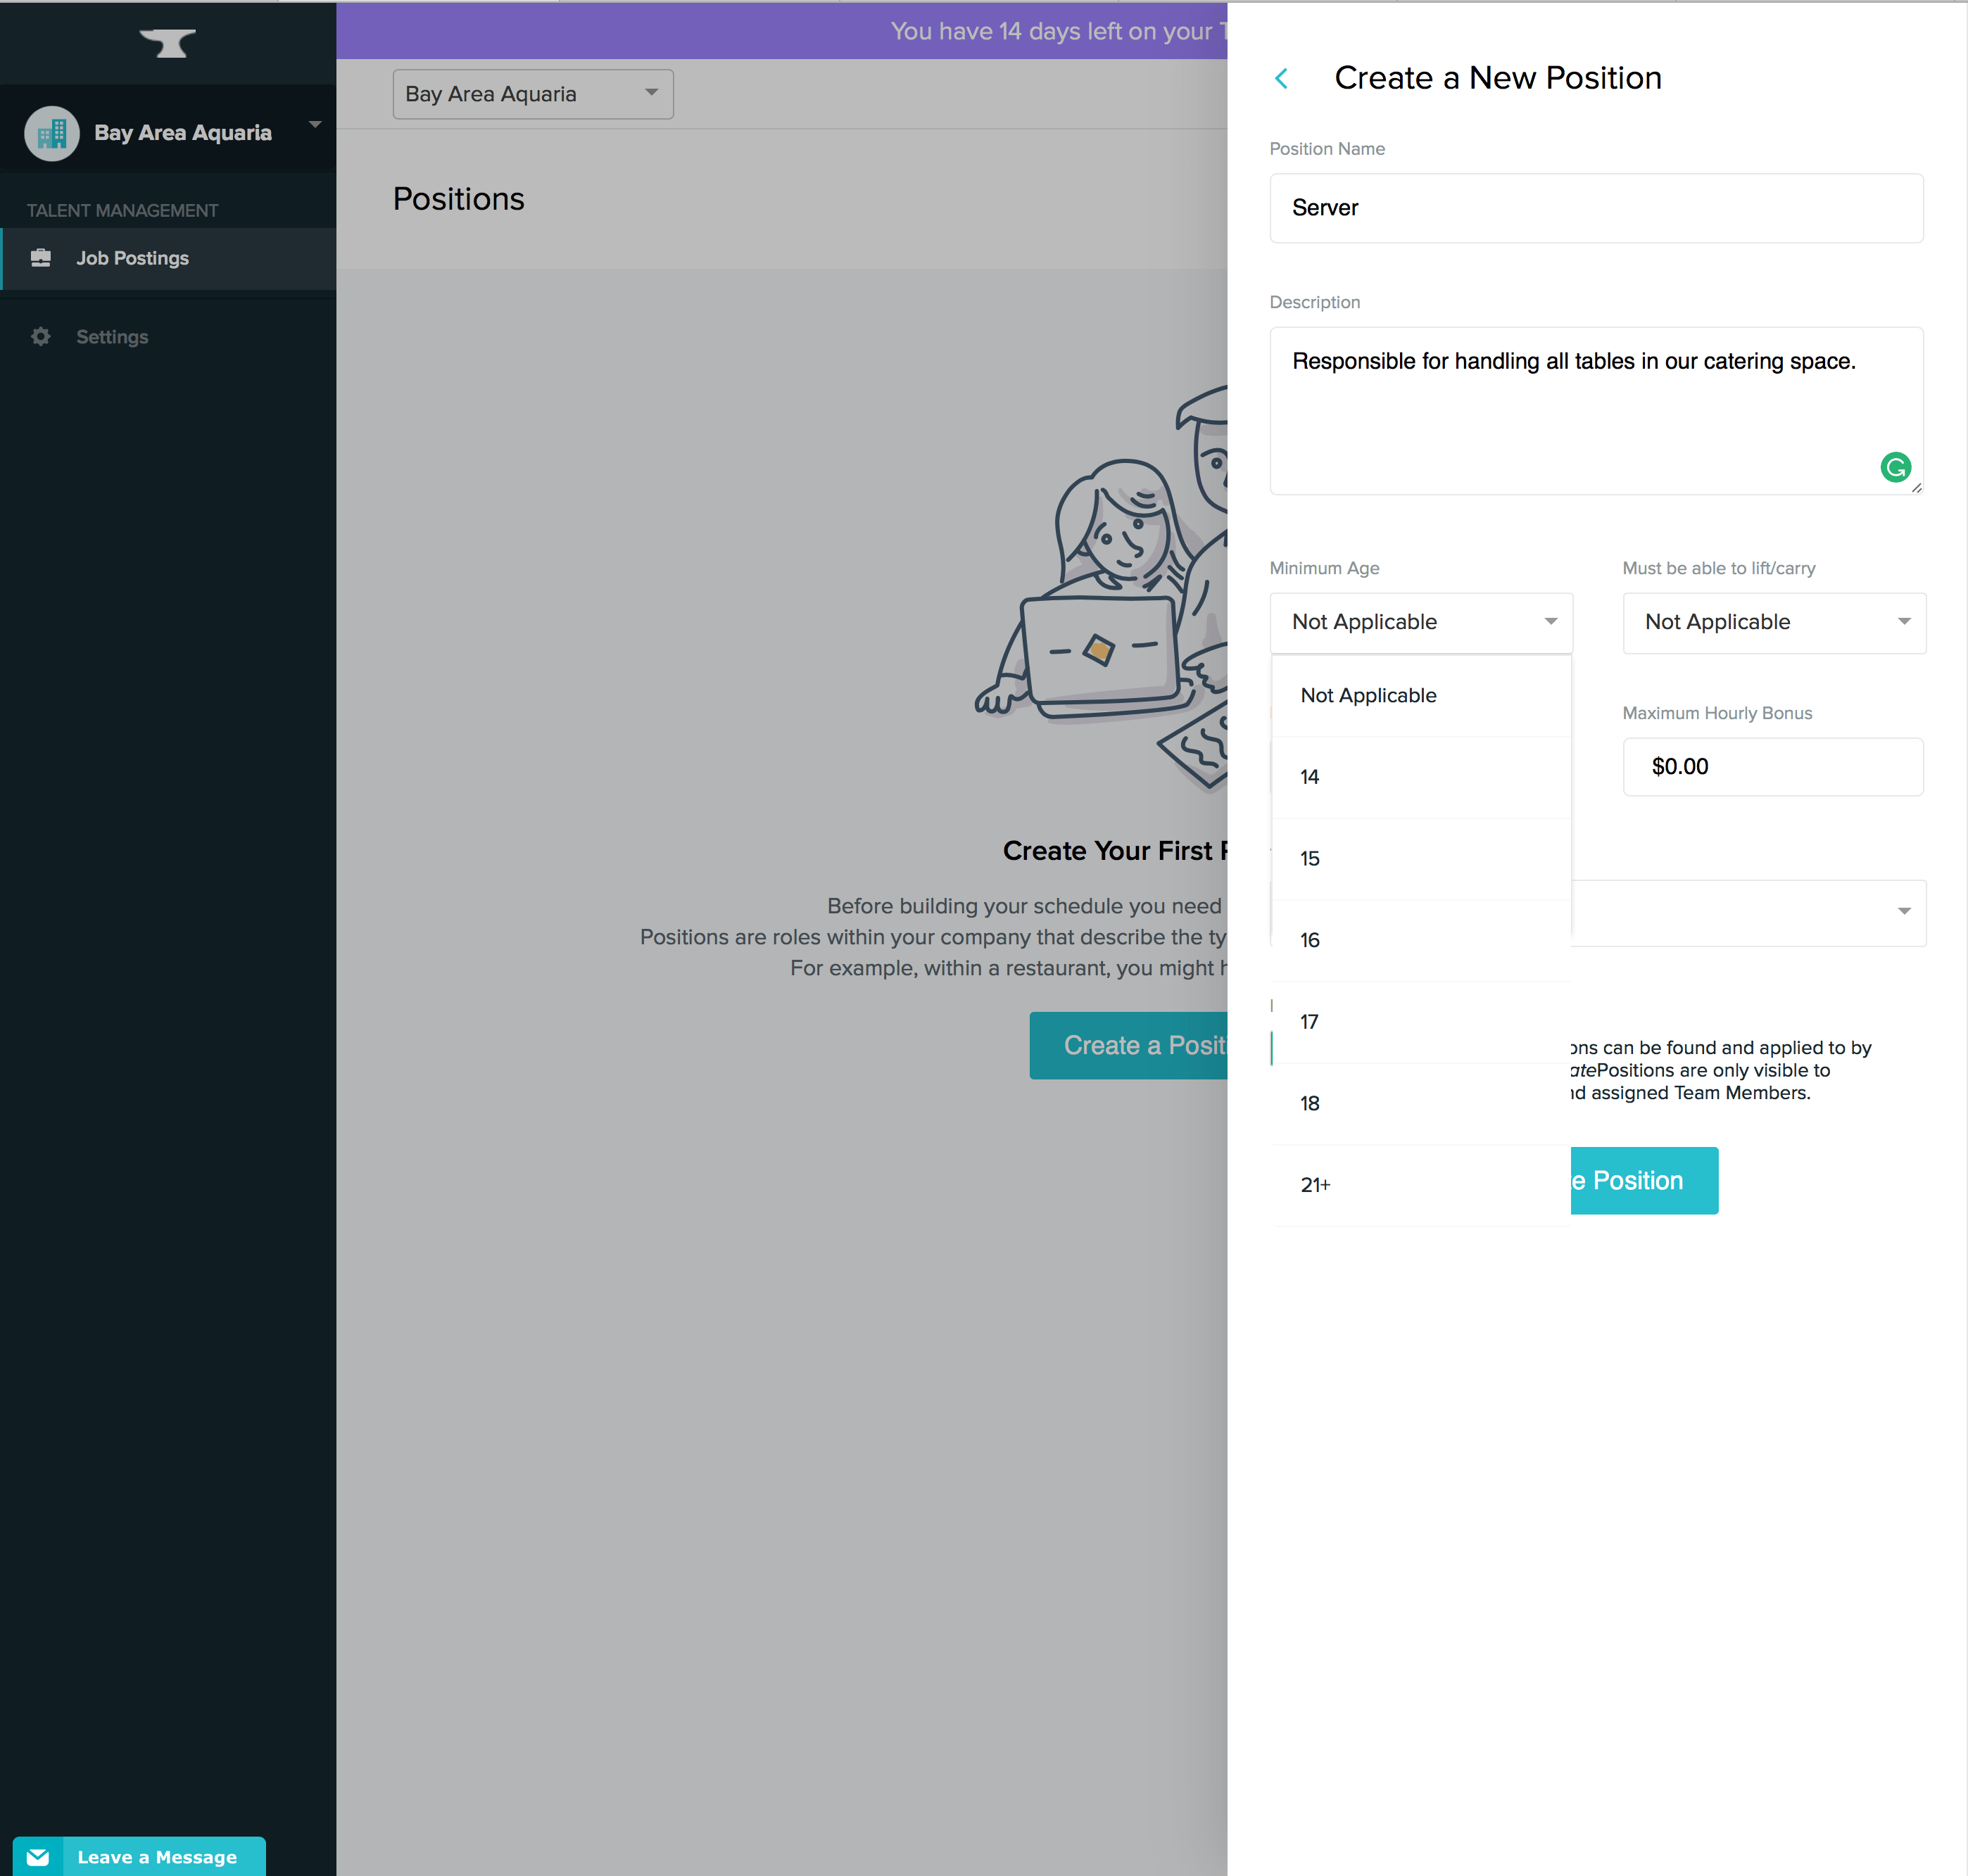 Bay Area Aquaria
TALENT MANAGEMENT
Job Postings
Settings
Leave a Message
You have 14 days left on your
Bay Area Aquaria
Positions
Create Your First
Before building your schedule you need
Positions are roles within your company that describe the ty
For example, within a restaurant, you might h
Create a Positi
Create a New Position
Position Name
Server
Description
Responsible for handling all tables in our catering space.
Minimum Age
Must be able to lift/carry
Not Applicable
Not Applicable
Not Applicable
14
15
16
17
18
21+
Maximum Hourly Bonus
$0.00
ons can be found and applied to by
atePositions are only visible to
nd assigned Team Members.
e Position